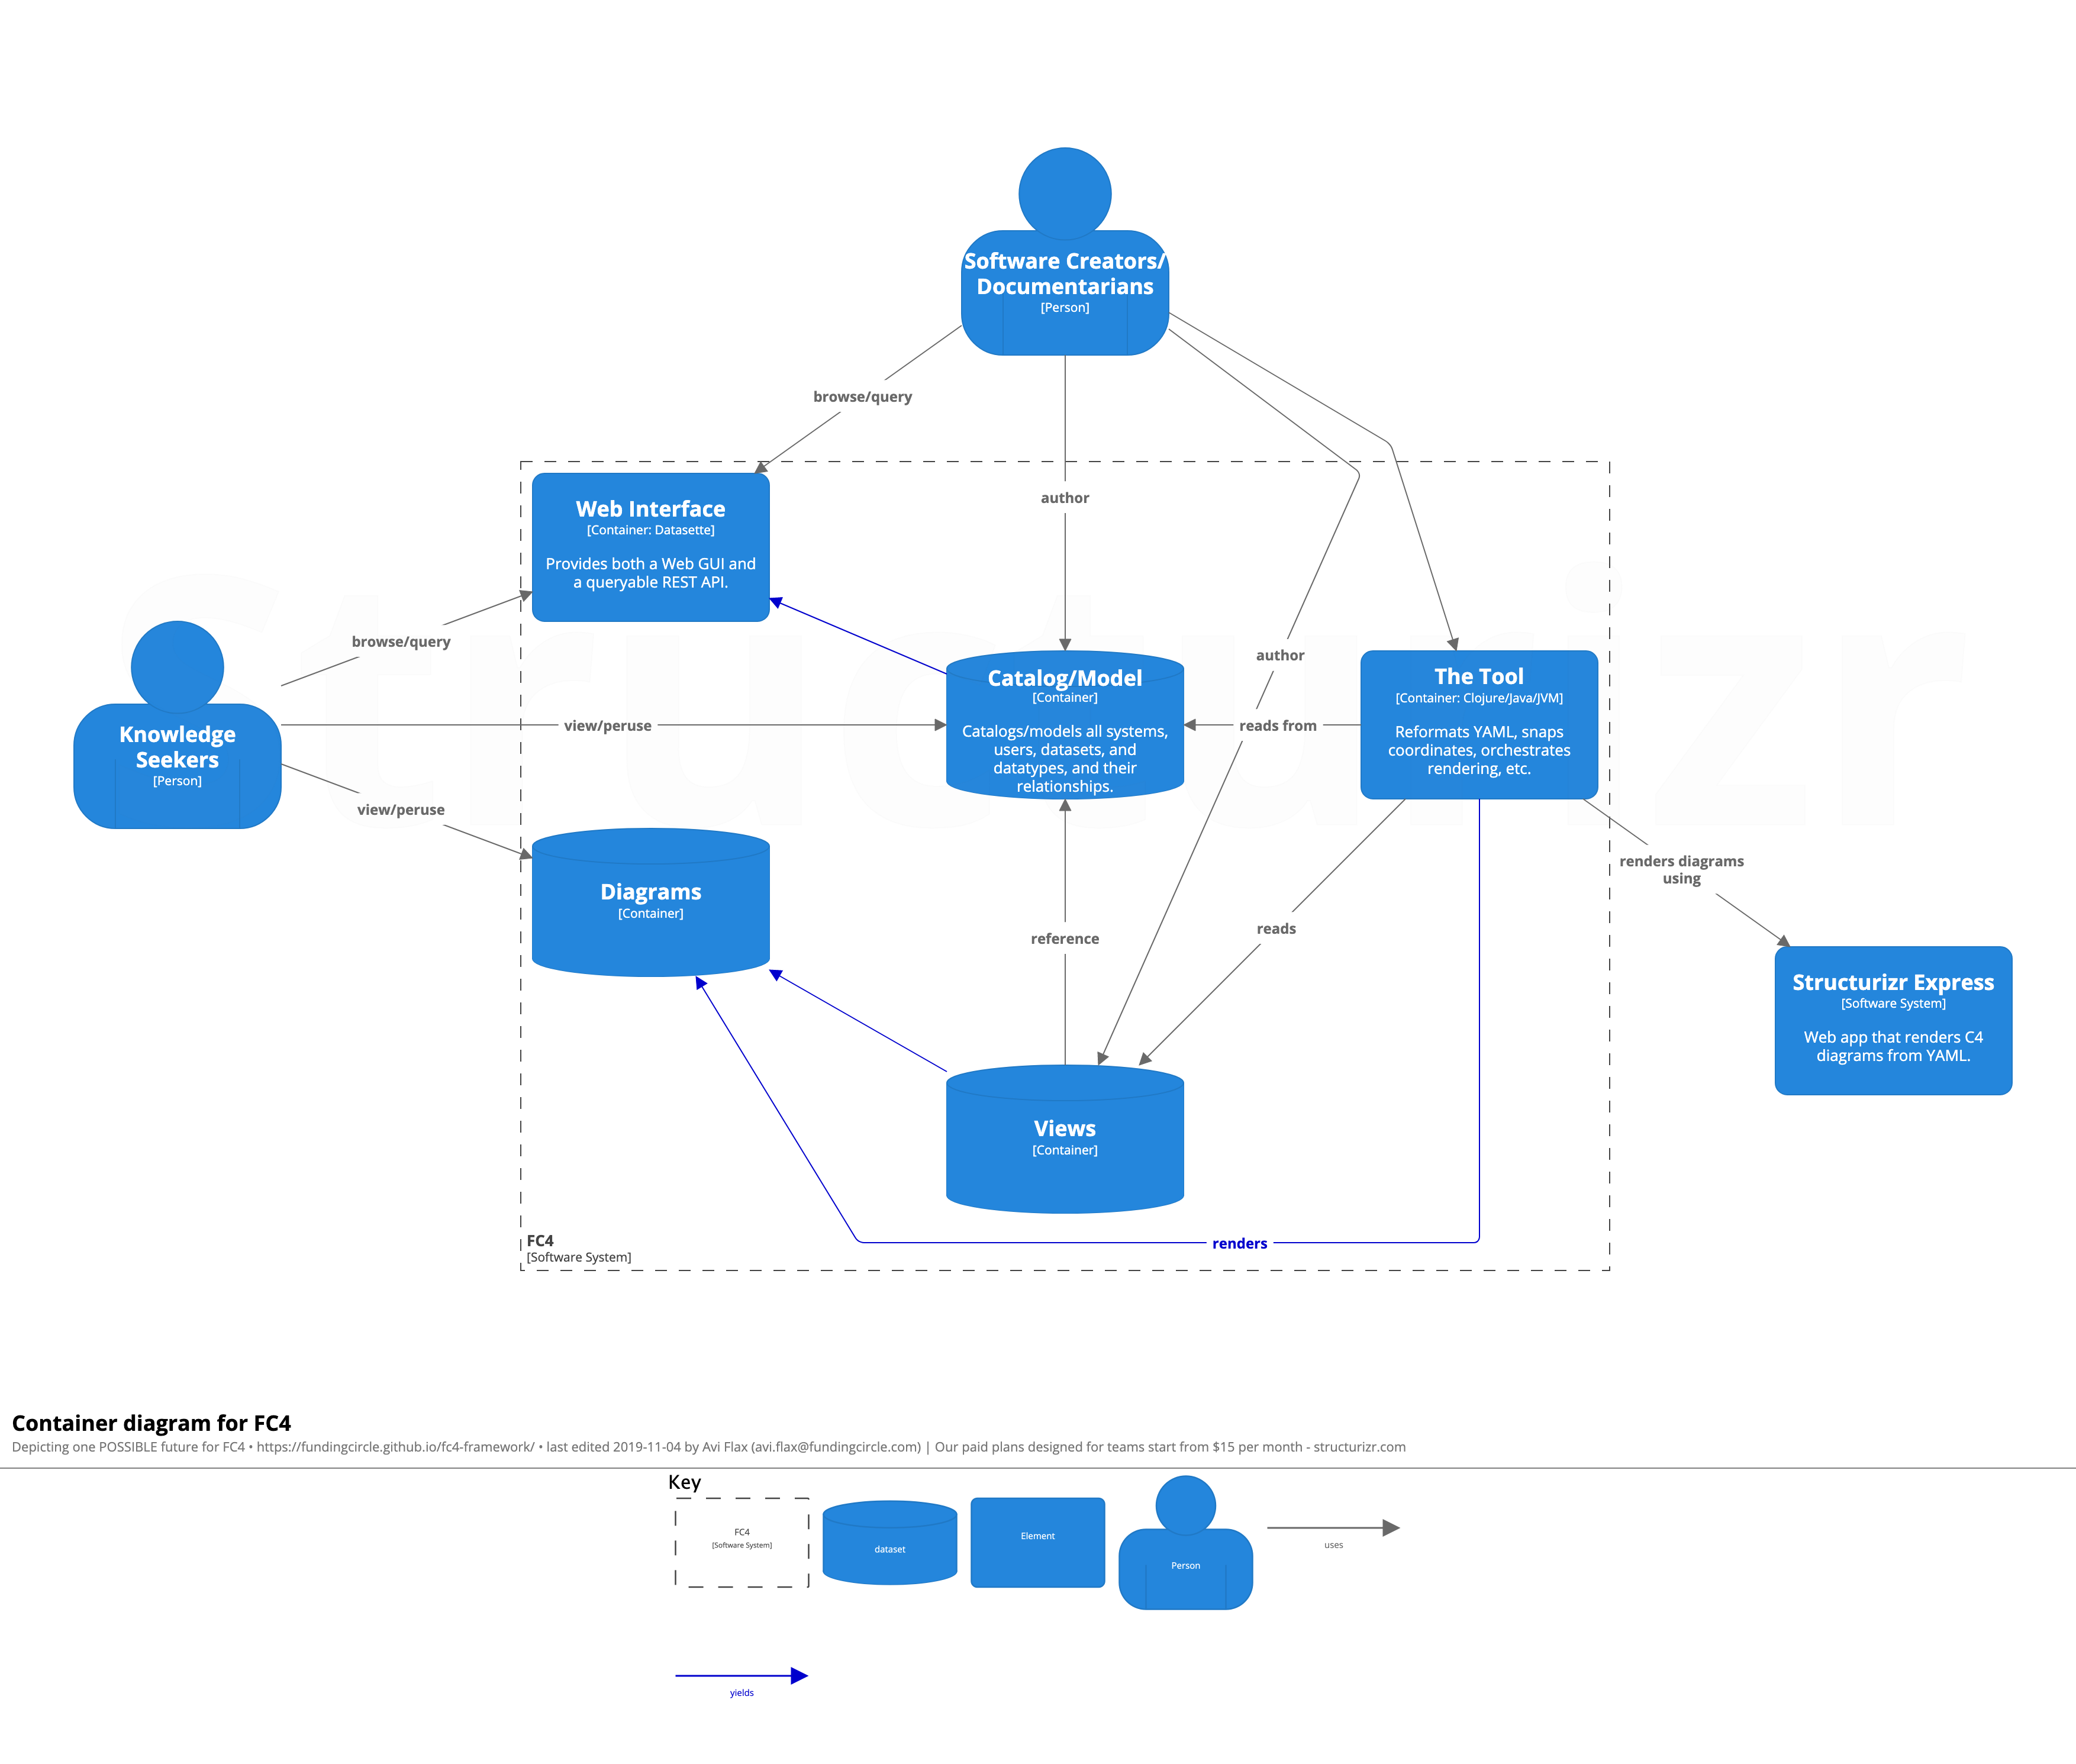 Software Creators/
Documentarians
[Person]
browse/query
author
Web Interface
[Container: Datasette]
Provides both a Web GUI and
a queryable REST API.
browse/query
author
Knowledge
Seekers
[Person]
view/peruse
Catalog/Model
[Container]
Catalogs/models all systems,
users, datasets, and
datatypes, and their
relationships.
reads from
The Tool
[Container: Clojure/Java/JVM]
Reformats YAML, snaps
coordinates, orchestrates
rendering, etc.
view/peruse
Diagrams
[Container]
reference
reads
renders diagrams
using
Structurizr Express
[Software System]
Web app that renders C4
diagrams from YAML.
Views
[Container]
renders
FC4
[Software System]
Structurizr
Container diagram for FC4
Depicting one POSSIBLE future for FC4 • https://fundingcircle.github.io/fc4-framework/ • last edited 2019-11-04 by Avi Flax (avi.flax@fundingcircle.com) | Our paid plans designed for teams start from $15 per month - structurizr.com
Key
FC4
[Software System]
dataset
Element
Person
uses
yields